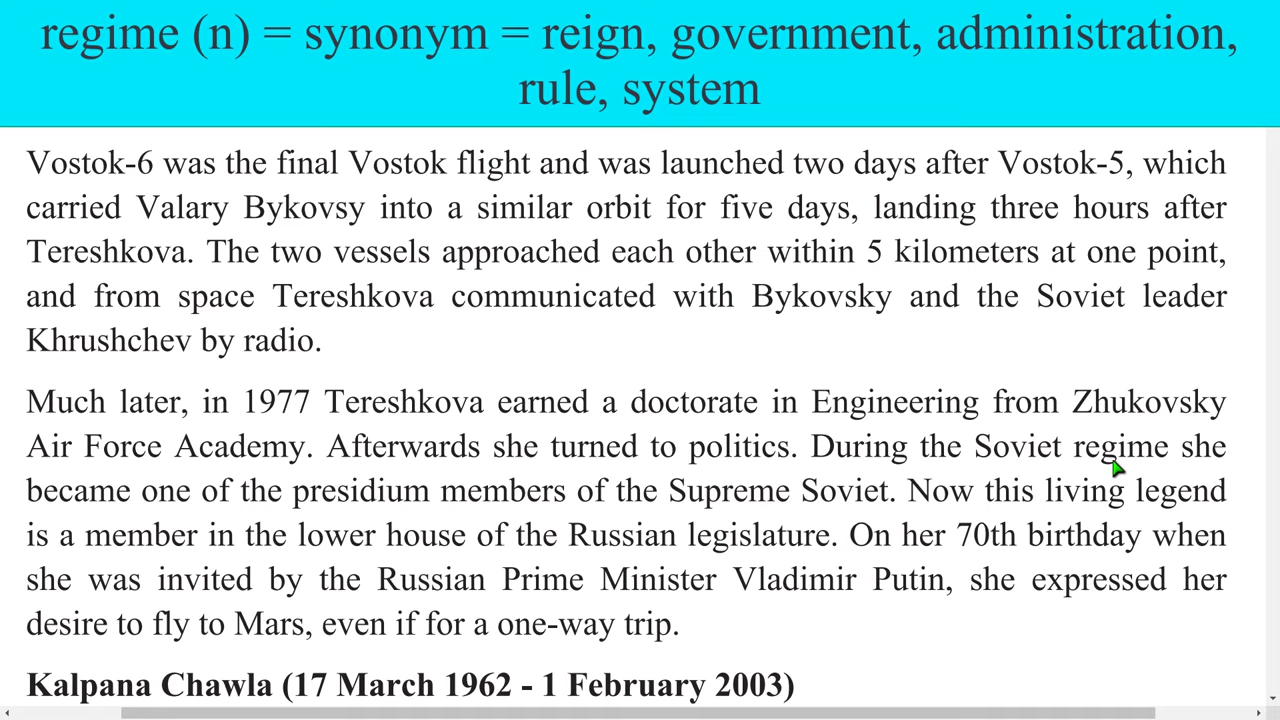 regime (n) = synonym = reign, government, administration,
rule, system
Vostok-6 was the final Vostok flight and was launched two days after Vostok-5, which
carried Valary Bykovsy into a similar orbit for five days, landing three hours after
Tereshkova. The two vessels approached each other within 5 kilometers at one point,
and from space Tereshkova communicated with Bykovsky and the Soviet leader
Khrushchev by radio.
Much later, in 1977 Tereshkova earned a doctorate in Engineering from Zhukovsky
Air Force Academy. Afterwards she turned to politics. During the Soviet regime she
became one of the presidium members of the Supreme Soviet. Now this living legend
is a member in the lower house of the Russian legislature. On her 70th birthday when
she was invited by the Russian Prime Minister Vladimir Putin, she expressed her
desire to fly to Mars, even if for a one-way trip.
Kalpana Chawla (17 March 1962 - 1 February 2003)